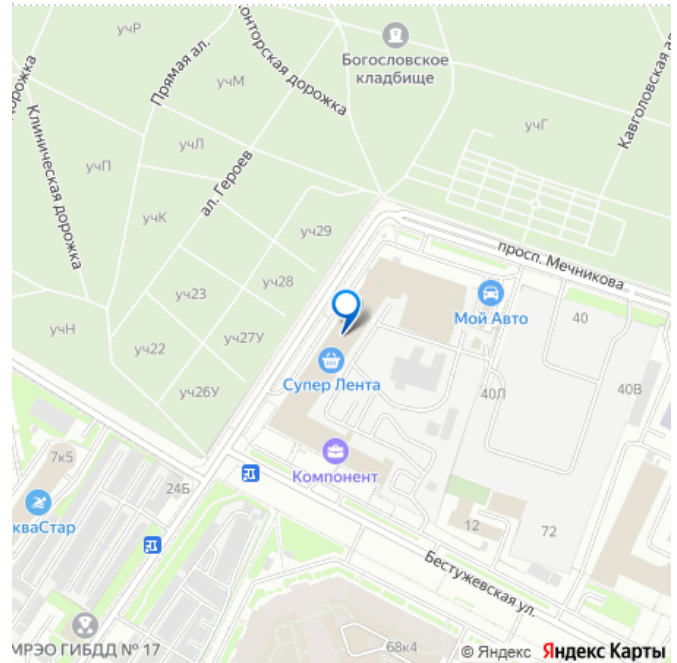 учР
Прямая ал.
Конторская дорожка
Богословское
кладбище
Кавголовская ал.
учМ
учГ
дорожка
Клиническая дорожка
учЛ
учП
ал. Героев
учК
уч29
просп. Мечникова
уч28
уч23
Мой Авто
40
учН
уч27У
уч22
Супер Лента
уч26У
40Л
40В
7к5
Компонент
24Б
кваСтар
12
72
Бестужевская ул.
МРЭО ГИБДД № 17
68к4
© Яндекс Яндекс Карты